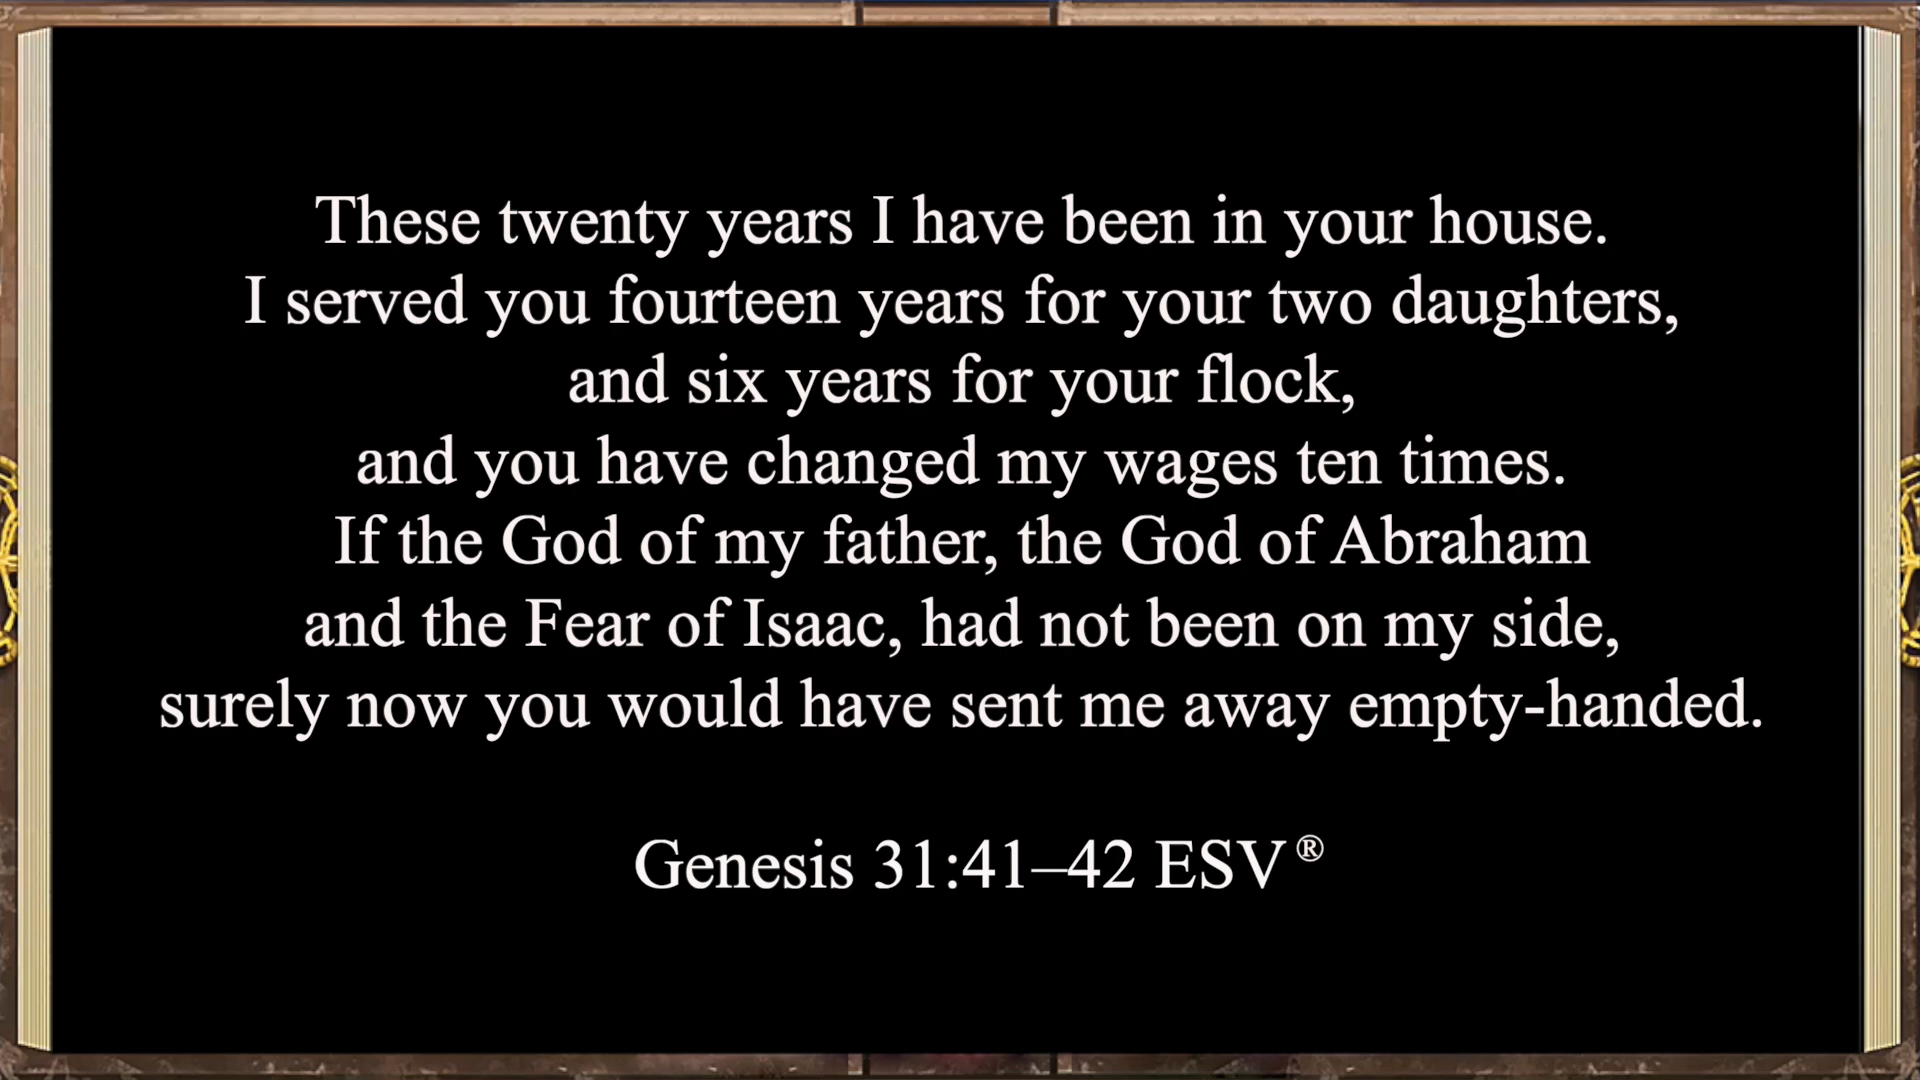 These twenty years I have been in your house.
I served you fourteen years for your two daughters,
and six years for your flock,
and you have changed my wages ten times.
If the God of my father, the God of Abraham
and the Fear of Isaac, had not been on my side,
surely now you would have sent me away empty-handed.
Genesis 31:41–42 ESV®